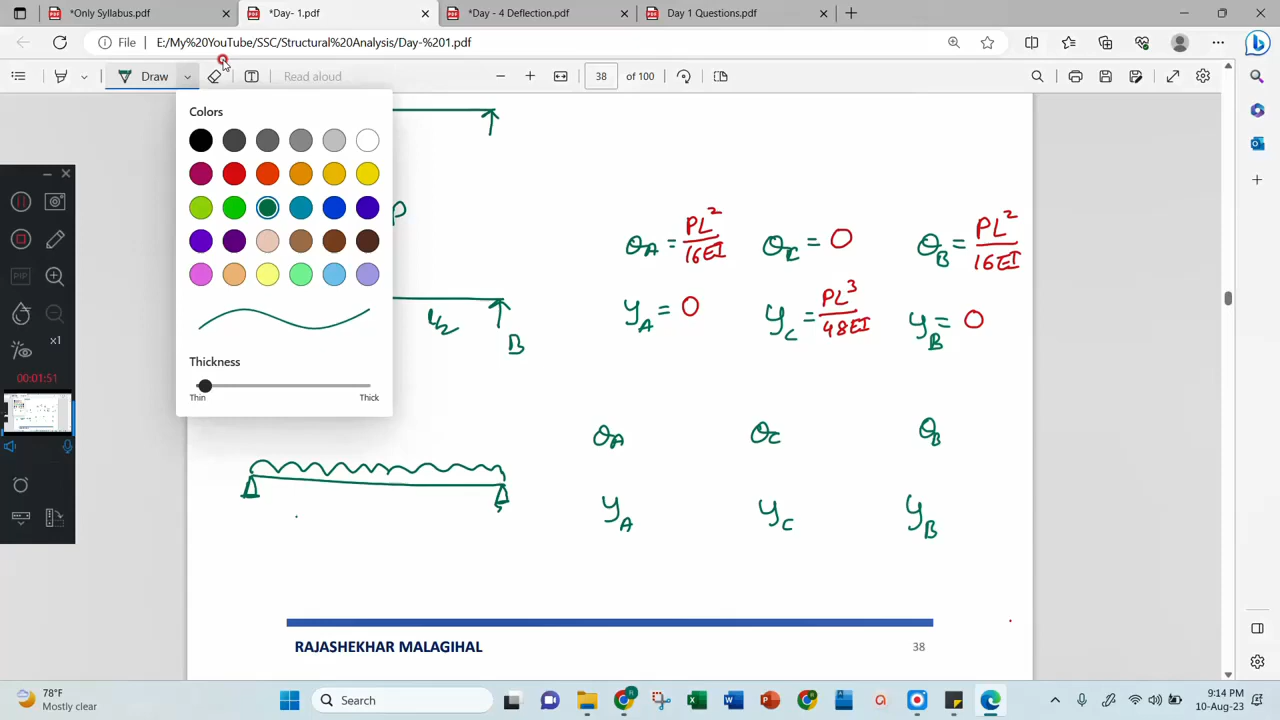 *Only Syllabus.pdf
*Day- 1.pdf
*Day - 4 Deflection.pdf
Day 1 Questions.pdf
File E:/My%20YouTube/SSC/Structural%20Analysis/Day-%201.pdf
Draw
Read aloud
38 of 100
Colors
Thickness
Thin Thick
PIP
x1
00:01:51
P
L/2
B
θA = PL²/16EI θC = 0 θB = PL²/16EI
yA = 0 yC = PL³/48EI yB = 0
θA θC θB
yA yC yB
RAJASHEKHAR MALAGIHAL 38
78°F
Mostly clear
Search
9:14 PM
10-Aug-23